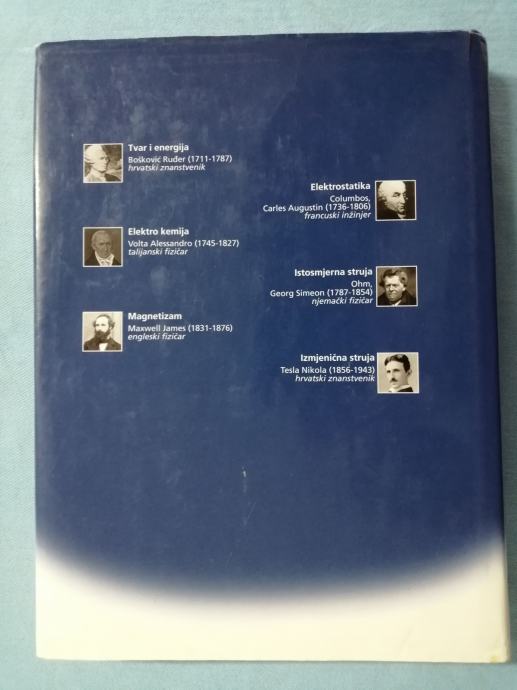 Tvar i energija
Bošković Ruđer (1711-1787)
hrvatski znanstvenik
Elektrostatika
Columbos,
Carles Augustin (1736-1806)
francuski inžinjer
Elektro kemija
Volta Alessandro (1745-1827)
talijanski fizičar
Istosmjerna struja
Ohm,
Georg Simeon (1787-1854)
njemački fizičar
Magnetizam
Maxwell James (1831-1876)
engleski fizičar
Izmjenična struja
Tesla Nikola (1856-1943)
hrvatski znanstvenik